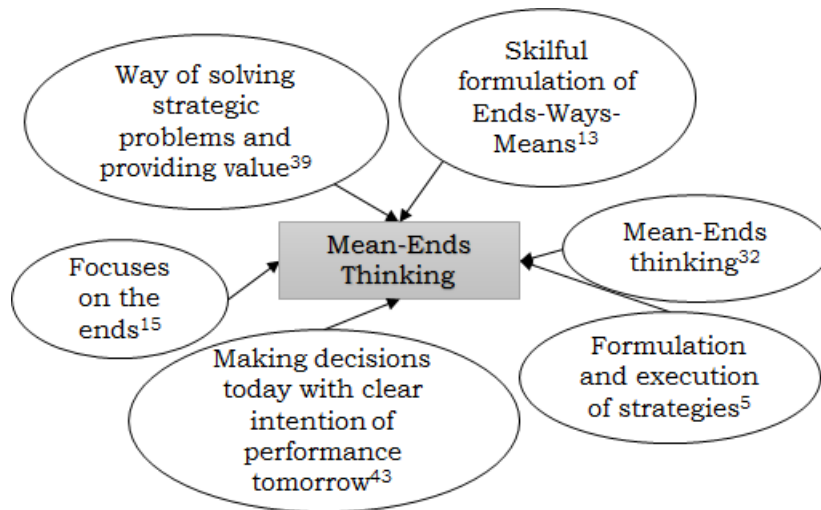 Way of solving
strategic
problems and
providing value³⁹
Skilful
formulation of
Ends-Ways-
Means¹³
Mean-Ends
Thinking
Mean-Ends
thinking³²
Focuses
on the
ends¹⁵
Making decisions
today with clear
intention of
performance
tomorrow⁴³
Formulation
and execution
of strategies⁵